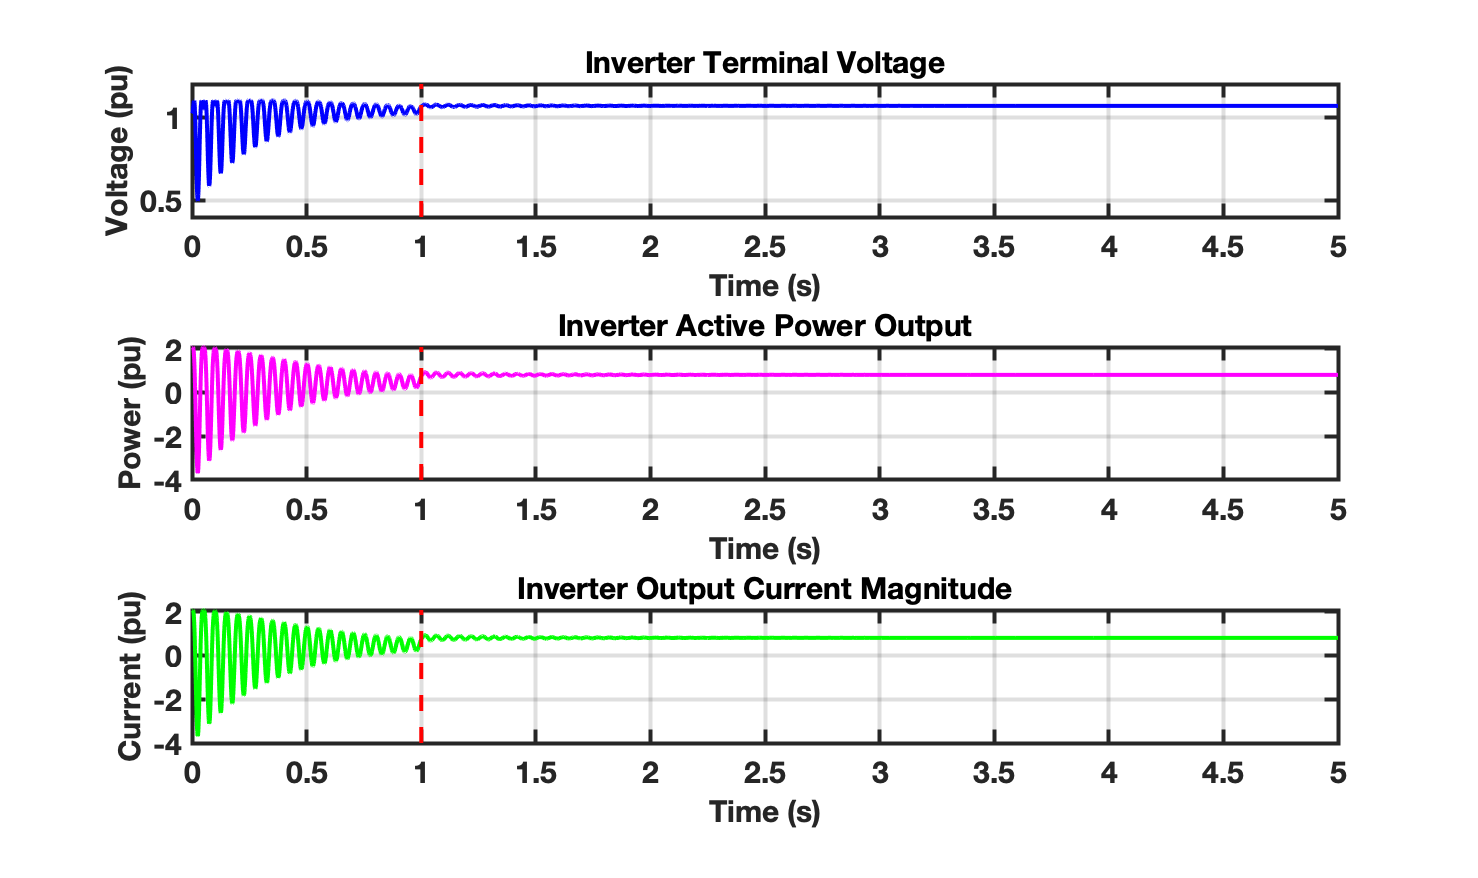 Inverter Terminal Voltage
Voltage (pu)
1
0.5
0 0.5 1 1.5 2 2.5 3 3.5 4 4.5 5
Time (s)
Inverter Active Power Output
Power (pu)
2
0
-2
-4
0 0.5 1 1.5 2 2.5 3 3.5 4 4.5 5
Time (s)
Inverter Output Current Magnitude
Current (pu)
2
0
-2
-4
0 0.5 1 1.5 2 2.5 3 3.5 4 4.5 5
Time (s)